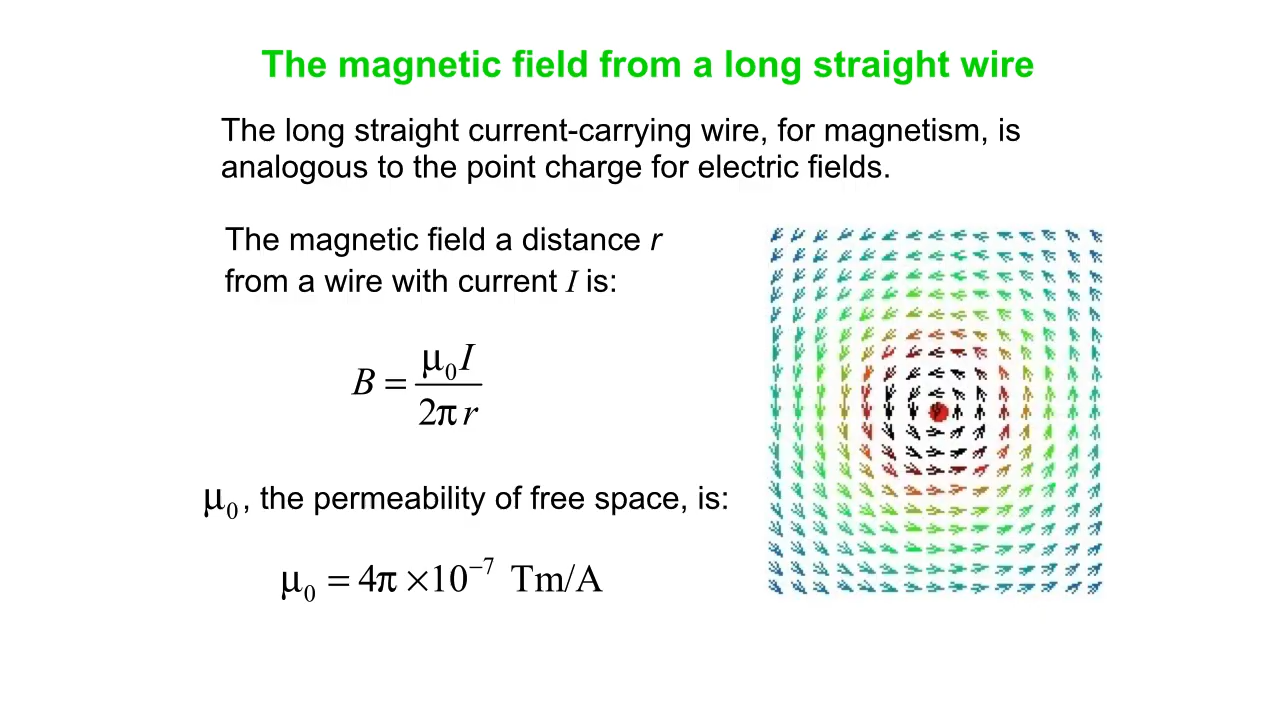 The magnetic field from a long straight wire
The long straight current-carrying wire, for magnetism, is
analogous to the point charge for electric fields.
The magnetic field a distance r
from a wire with current I is:
B = μ₀I / 2πr
μ₀, the permeability of free space, is:
μ₀ = 4π ×10⁻⁷ Tm/A